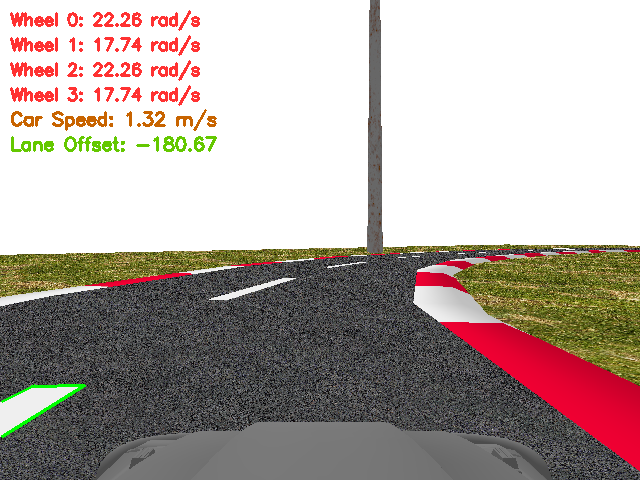 Wheel 0: 22.26 rad/s
Wheel 1: 17.74 rad/s
Wheel 2: 22.26 rad/s
Wheel 3: 17.74 rad/s
Car Speed: 1.32 m/s
Lane Offset: -180.67